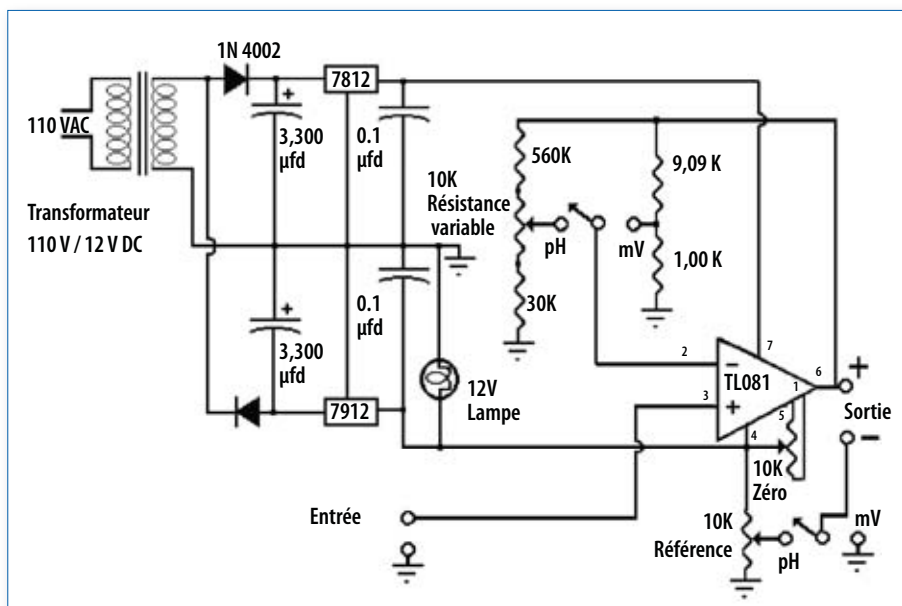 1N 4002
7812
110 VAC
+
3,300
µfd
0.1
µfd
Transformateur
110 V / 12 V DC
10K
Résistance
variable
560K
9,09 K
pH
mV
1,00 K
30K
+
3,300
µfd
0.1
µfd
7912
12V
Lampe
2
−
7
TL081
6
+
3
+
1
5
4
Sortie
−
10K
Zéro
Entrée
10K
Référence
pH
mV